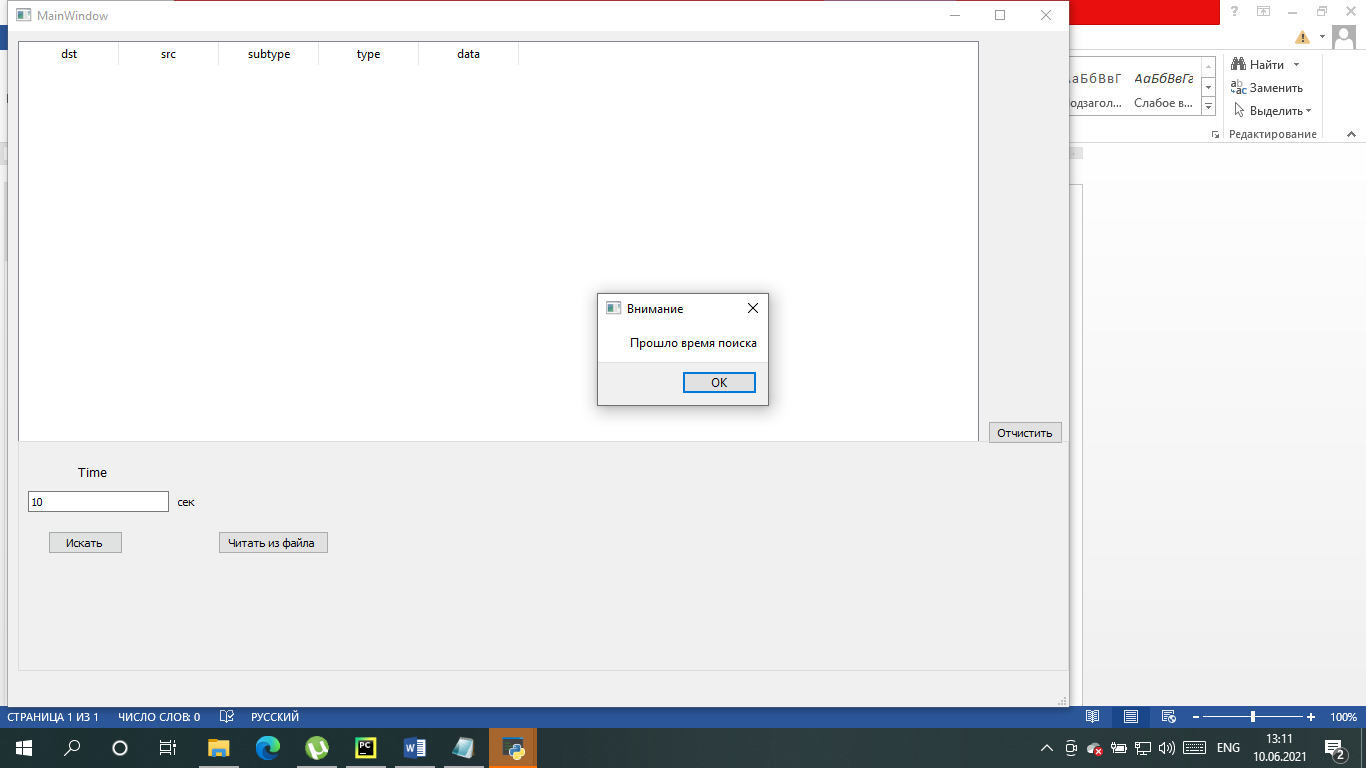 MainWindow
dst src subtype type data
АаБбВвГг
одзагол... Слабое в...
Найти
Заменить
Выделить
Редактирование
Внимание
Прошло время поиска
OK
Отчистить
Time
10 сек
Искать Читать из файла
СТРАНИЦА 1 ИЗ 1 ЧИСЛО СЛОВ: 0 РУССКИЙ 100%
ENG
13:11
10.06.2021
2